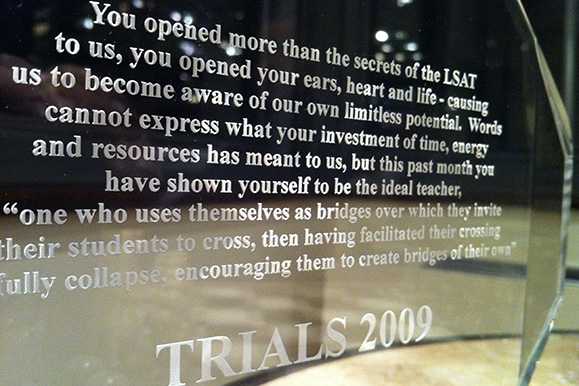 You opened more than the secrets of the LSAT
to us, you opened your ears, heart and life - causing
us to become aware of our own limitless potential. Words
cannot express what your investment of time, energy
and resources has meant to us, but this past month you
have shown yourself to be the ideal teacher,
“one who uses themselves as bridges over which they invite
their students to cross, then having facilitated their crossing
fully collapse, encouraging them to create bridges of their own”
TRIALS 2009